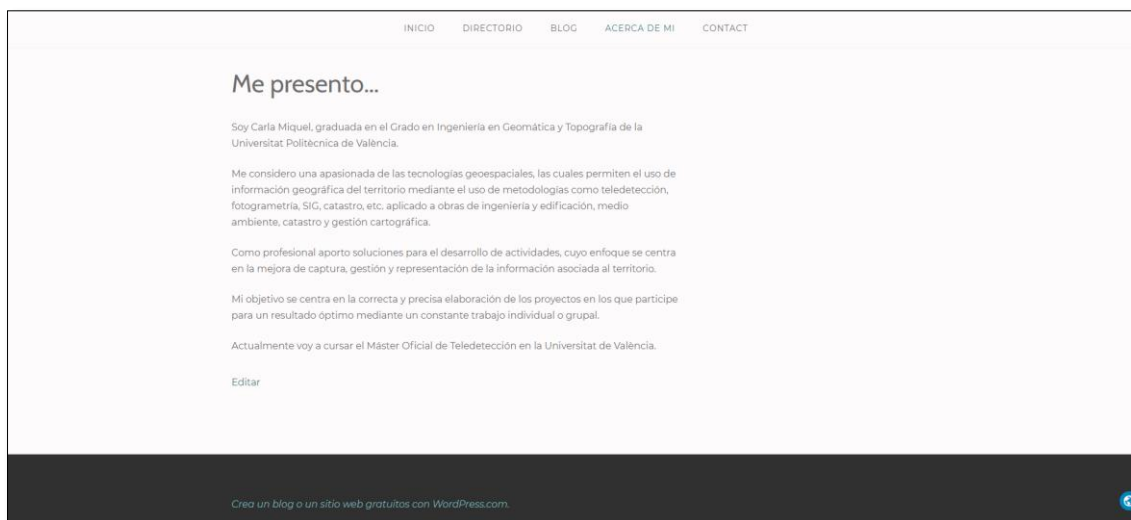 INICIO DIRECTORIO BLOG ACERCA DE MI CONTACT
Me presento...
Soy Carla Miquel, graduada en el Grado en Ingeniería en Geomática y Topografía de la
Universitat Politècnica de València.
Me considero una apasionada de las tecnologías geoespaciales, las cuales permiten el uso de
información geográfica del territorio mediante el uso de metodologías como teledetección,
fotogrametría, SIG, catastro, etc. aplicado a obras de ingeniería y edificación, medio
ambiente, catastro y gestión cartográfica.
Como profesional aporto soluciones para el desarrollo de actividades, cuyo enfoque se centra
en la mejora de captura, gestión y representación de la información asociada al territorio.
Mi objetivo se centra en la correcta y precisa elaboración de los proyectos en los que participe
para un resultado óptimo mediante un constante trabajo individual o grupal.
Actualmente voy a cursar el Máster Oficial de Teledetección en la Universitat de València.
Editar
Crea un blog o un sitio web gratuitos con WordPress.com.